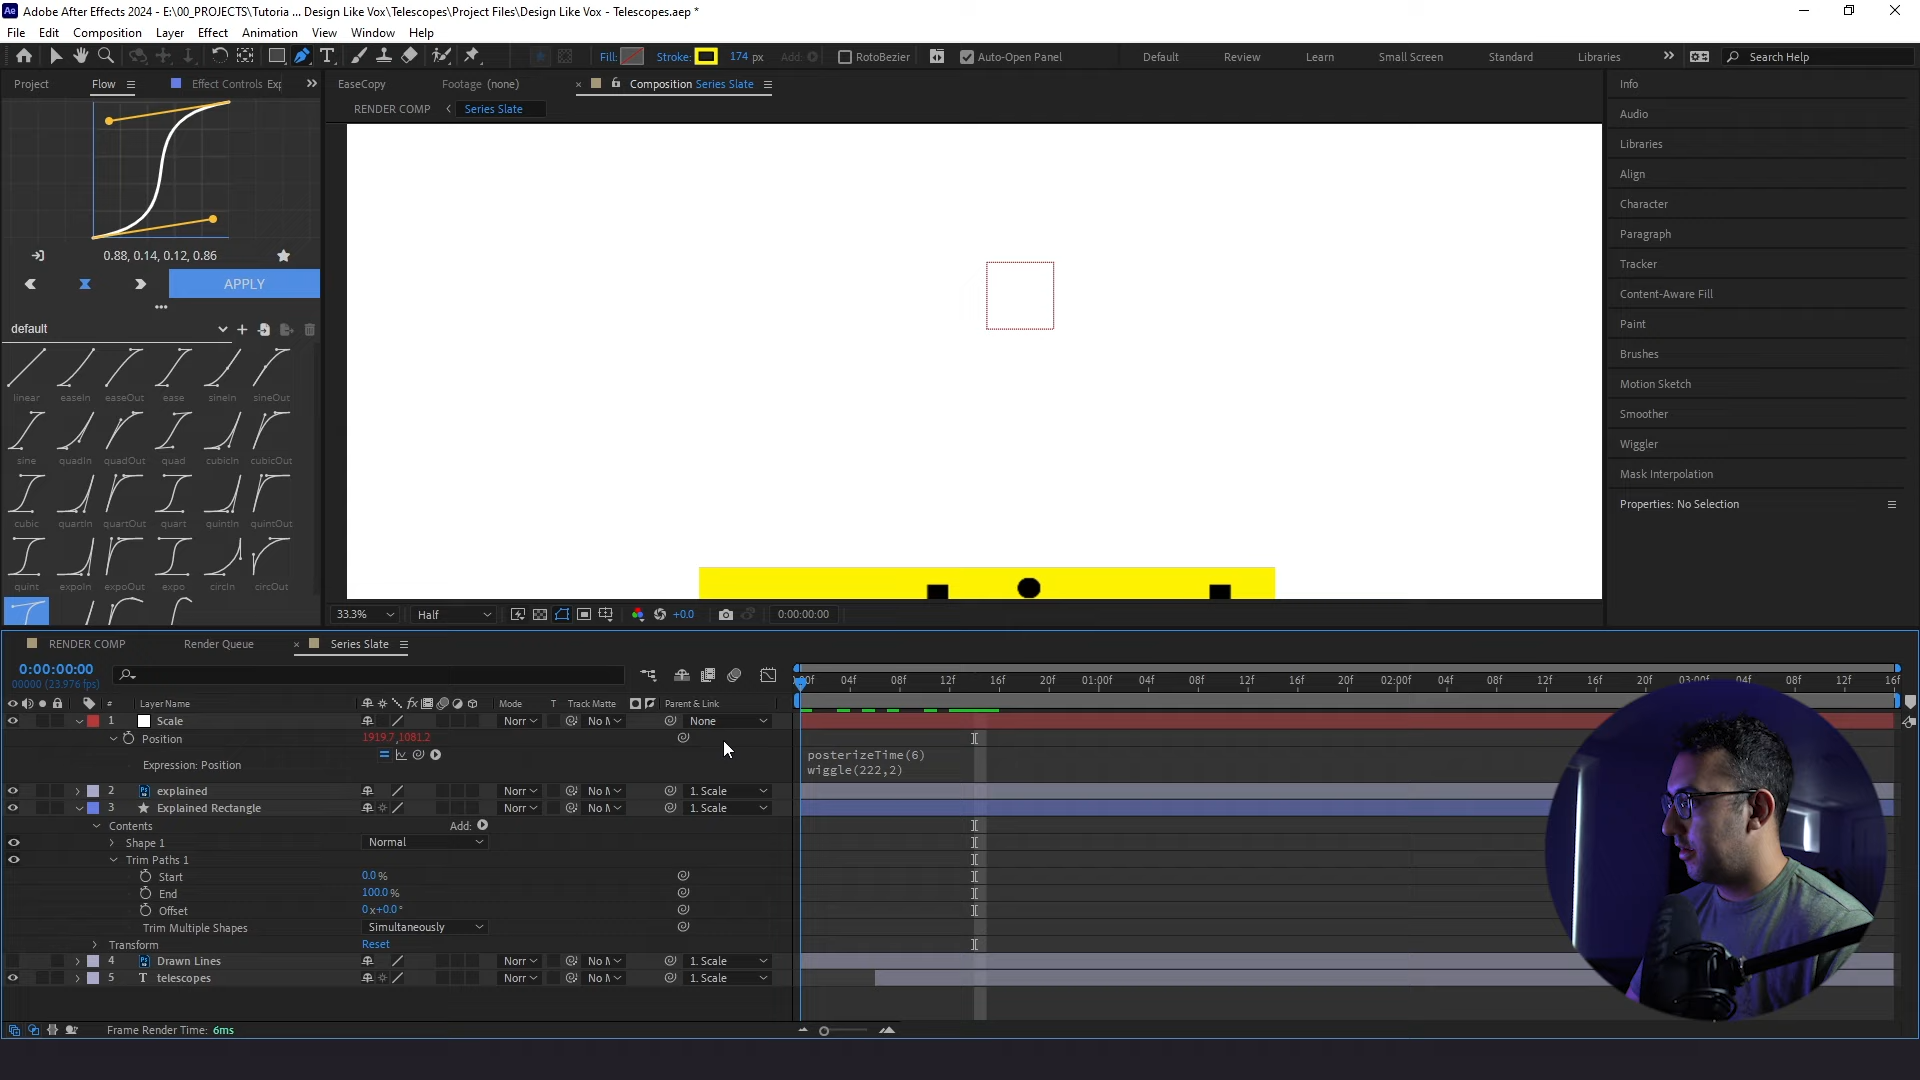 Adobe After Effects 2024 - E:\00_PROJECTS\Tutoria ... Design Like Vox\Telescopes\Project Files\Design Like Vox - Telescopes.aep *
File Edit Composition Layer Effect Animation View Window Help
Fill: Stroke: 174 px Add: RotoBezier Auto-Open Panel Default Review Learn Small Screen Standard Libraries Search Help
Project Flow Effect Controls Exp
EaseCopy Footage (none) Composition Series Slate
RENDER COMP Series Slate
0.88, 0.14, 0.12, 0.86
APPLY
default
linear easeIn easeOut ease sineIn sineOut
sine quadIn quadOut quad cubicIn cubicOut
cubic quartIn quartOut quart quintIn quintOut
quint expoIn expoOut expo circIn circOut
33.3% Half +0.0 0:00:00:00
Info
Audio
Libraries
Align
Character
Paragraph
Tracker
Content-Aware Fill
Paint
Brushes
Motion Sketch
Smoother
Wiggler
Mask Interpolation
Properties: No Selection
RENDER COMP Render Queue Series Slate
0:00:00:00
00000 (23.976 fps)
04f 08f 12f 16f 20f 01:00f 04f 08f 12f 16f 20f 02:00f 04f 08f 12f 16f 20f 03:00f 04f 08f 12f 16f
# Layer Name Mode T Track Matte Parent & Link
1 Scale Norr No M None
Position 1919.7,1081.2
Expression: Position
posterizeTime(6)
wiggle(222,2)
2 explained Norr No M 1. Scale
3 Explained Rectangle Norr No M 1. Scale
Contents Add:
Shape 1 Normal
Trim Paths 1
Start 0.0 %
End 100.0 %
Offset 0 x+0.0 °
Trim Multiple Shapes Simultaneously
Transform Reset
4 Drawn Lines Norr No M 1. Scale
5 T telescopes Norr No M 1. Scale
Frame Render Time: 6ms